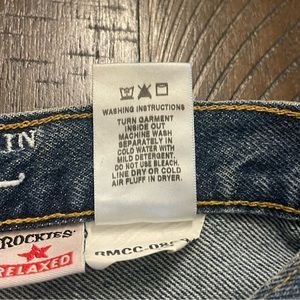 WASHING INSTRUCTIONS
TURN GARMENT
INSIDE OUT
MACHINE WASH
SEPARATELY IN
COLD WATER WITH
MILD DETERGENT.
DO NOT USE BLEACH.
LINE DRY OR COLD
AIR FLUFF IN DRYER.
IN
ROCKIES
RELAXED